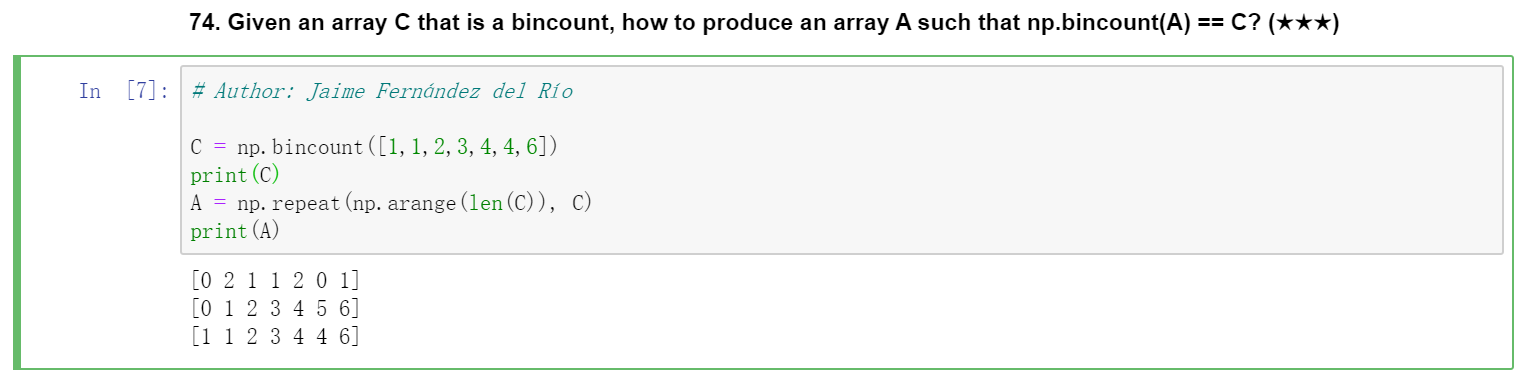 74. Given an array C that is a bincount, how to produce an array A such that np.bincount(A) == C? (★★★)
In [7]:
# Author: Jaime Fernández del Río
C = np.bincount([1,1,2,3,4,4,6])
print(C)
A = np.repeat(np.arange(len(C)), C)
print(A)
[0 2 1 1 2 0 1]
[0 1 2 3 4 5 6]
[1 1 2 3 4 4 6]